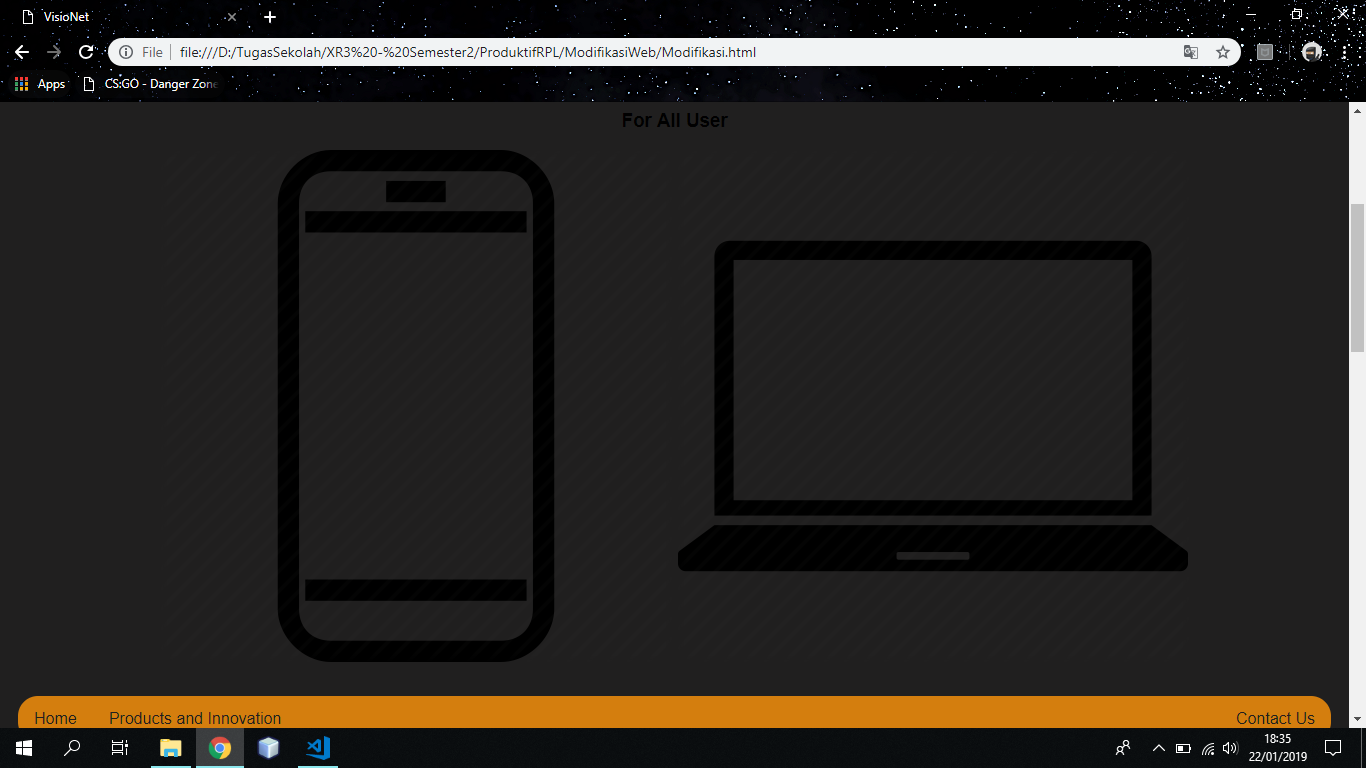 VisioNet
File file:///D:/TugasSekolah/XR3%20-%20Semester2/ProduktifRPL/ModifikasiWeb/Modifikasi.html
Apps CS:GO - Danger Zone
For All User
Home Products and Innovation Contact Us
18:35
22/01/2019